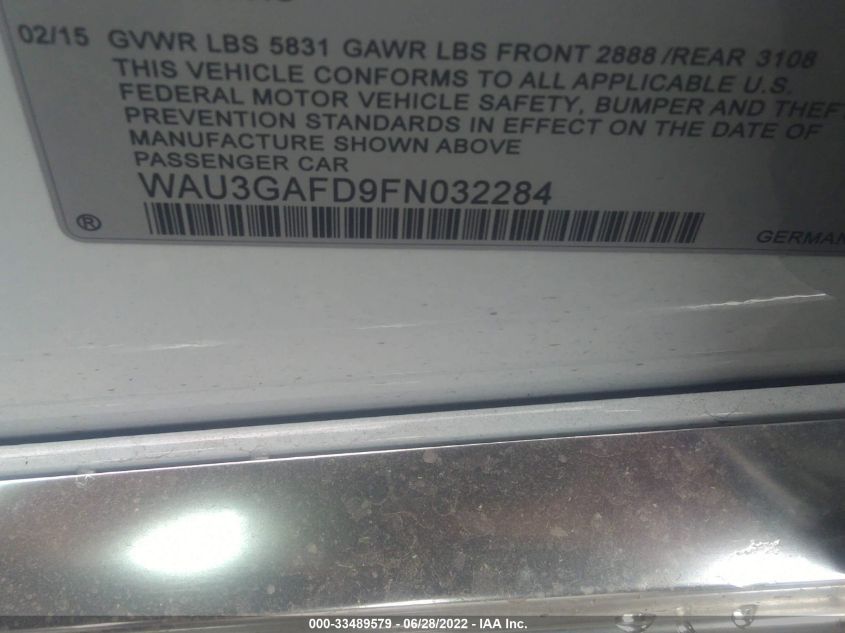 02/15 GVWR LBS 5831 GAWR LBS FRONT 2888 /REAR 3108
THIS VEHICLE CONFORMS TO ALL APPLICABLE U.S.
FEDERAL MOTOR VEHICLE SAFETY, BUMPER AND THEFT
PREVENTION STANDARDS IN EFFECT ON THE DATE OF
MANUFACTURE SHOWN ABOVE
PASSENGER CAR
WAU3GAFD9FN032284
®
GERMAN
000-33489579 - 06/28/2022 - IAA Inc.